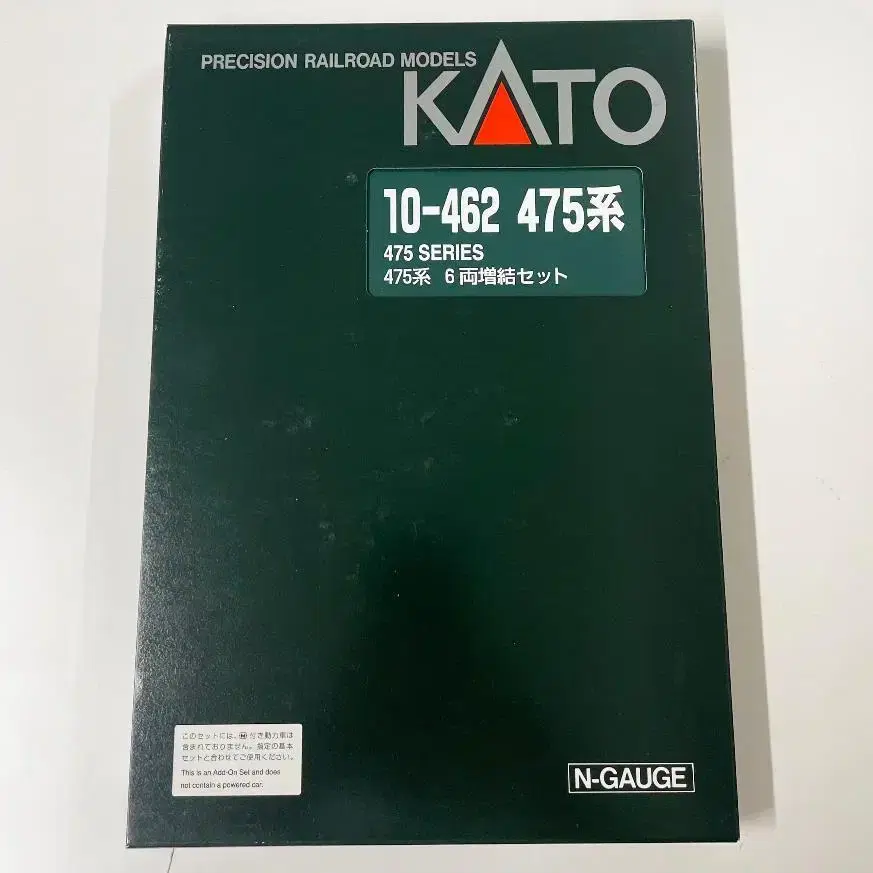 PRECISION RAILROAD MODELS
KATO
10-462 475系
475 SERIES
475系 6両増結セット
このセットには、Ⓜ付き動力車は
含まれておりません。指定の基本
セットと合わせてご使用ください。
This is an Add-On Set and does
not contain a powered car.
N-GAUGE